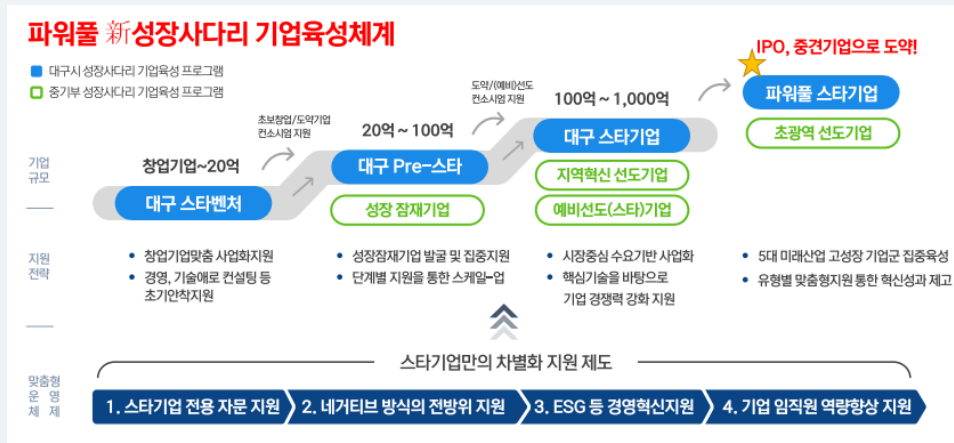 파워풀 新성장사다리 기업육성체계
대구시 성장사다리 기업육성 프로그램
중기부 성장사다리 기업육성 프로그램
IPO, 중견기업으로 도약!
기업
규모
창업기업~20억
대구 스타벤처
초보창업/도약기업
컨소시엄 지원
20억 ~ 100억
대구 Pre-스타
성장 잠재기업
도약/(예비)선도
컨소시엄 지원
100억 ~ 1,000억
대구 스타기업
지역혁신 선도기업
예비선도(스타)기업
파워풀 스타기업
초광역 선도기업
지원
전략
• 창업기업맞춤 사업화지원
• 경영, 기술애로 컨설팅 등
초기안착지원
• 성장잠재기업 발굴 및 집중지원
• 단계별 지원을 통한 스케일-업
• 시장중심 수요기반 사업화
• 핵심기술을 바탕으로
기업 경쟁력 강화 지원
• 5대 미래산업 고성장 기업군 집중육성
• 유형별 맞춤형지원 통한 혁신성과 제고
맞춤형
운 영
체 제
스타기업만의 차별화 지원 제도
1. 스타기업 전용 자문 지원
2. 네거티브 방식의 전방위 지원
3. ESG 등 경영혁신지원
4. 기업 임직원 역량향상 지원